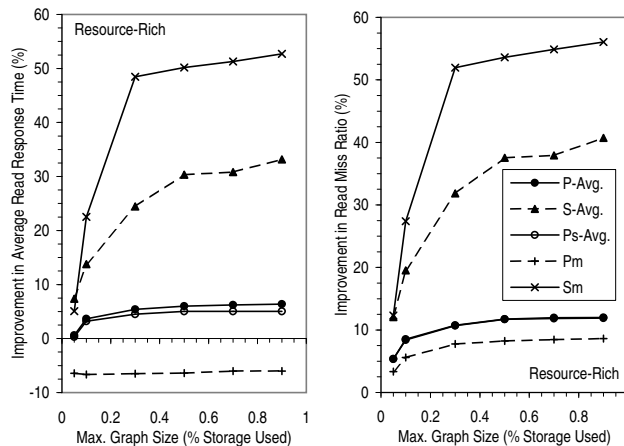 Resource-Rich
Improvement in Average Read Response Time (%)
60
50
40
30
20
10
0
-10
0
0.2
0.4
0.6
0.8
1
Max. Graph Size (% Storage Used)
Improvement in Read Miss Ratio (%)
60
50
40
30
20
10
0
P-Avg.
S-Avg.
Ps-Avg.
Pm
Sm
Resource-Rich
0
0.2
0.4
0.6
0.8
1
Max. Graph Size (% Storage Used)